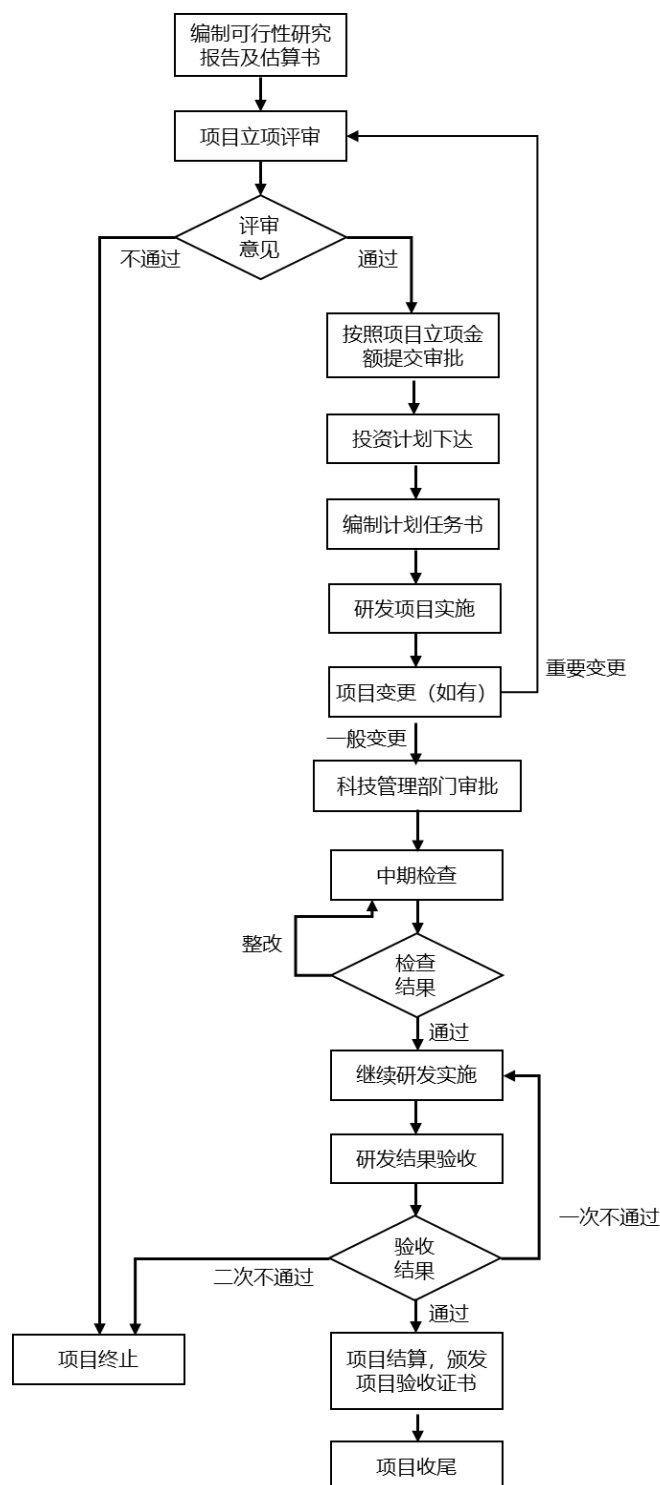 编制可行性研究
报告及估算书
项目立项评审
评审
意见
不通过
通过
按照项目立项金
额提交审批
投资计划下达
编制计划任务书
研发项目实施
重要变更
项目变更（如有）
一般变更
科技管理部门审批
中期检查
整改
检查
结果
通过
继续研发实施
研发结果验收
一次不通过
验收
结果
二次不通过
通过
项目终止
项目结算，颁发
项目验收证书
项目收尾